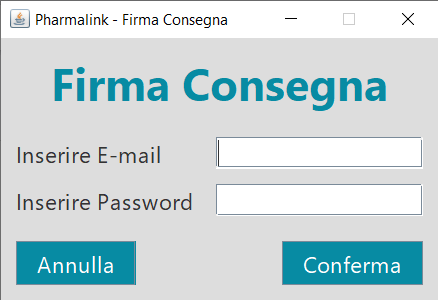 Pharmalink - Firma Consegna
Firma Consegna
Inserire E-mail
Inserire Password
Annulla
Conferma